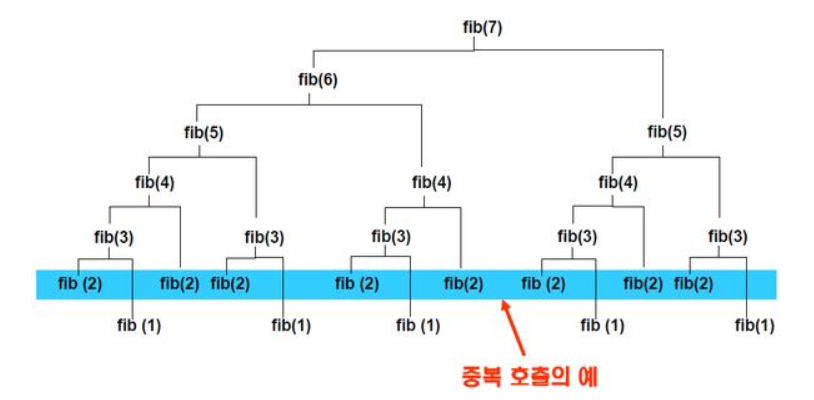 fib(7)
fib(6)
fib(5) fib(5)
fib(4) fib(4) fib(4)
fib(3) fib(3) fib(3) fib(3) fib(3)
fib (2) fib(2) fib(2) fib (2) fib(2) fib (2) fib(2) fib(2)
fib (1) fib(1) fib (1) fib (1) fib(1)
중복 호출의 예